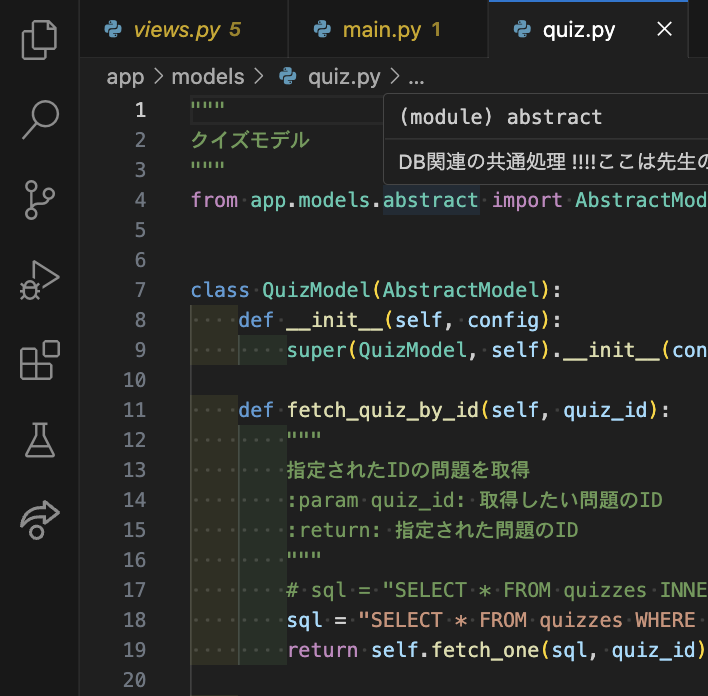 views.py 5 main.py 1 quiz.py
app > models > quiz.py > ...
(module) abstract
DB関連の共通処理 !!!!ここは先生の
1 """
2 クイズモデル
3 """
4 from app.models.abstract import AbstractMod
5
6
7 class QuizModel(AbstractModel):
8 def __init__(self, config):
9 super(QuizModel, self).__init__(con
10
11 def fetch_quiz_by_id(self, quiz_id):
12 """
13 指定されたIDの問題を取得
14 :param quiz_id: 取得したい問題のID
15 :return: 指定された問題のID
16 """
17 # sql = "SELECT * FROM quizzes INNE
18 sql = "SELECT * FROM quizzes WHERE
19 return self.fetch_one(sql, quiz_id)
20